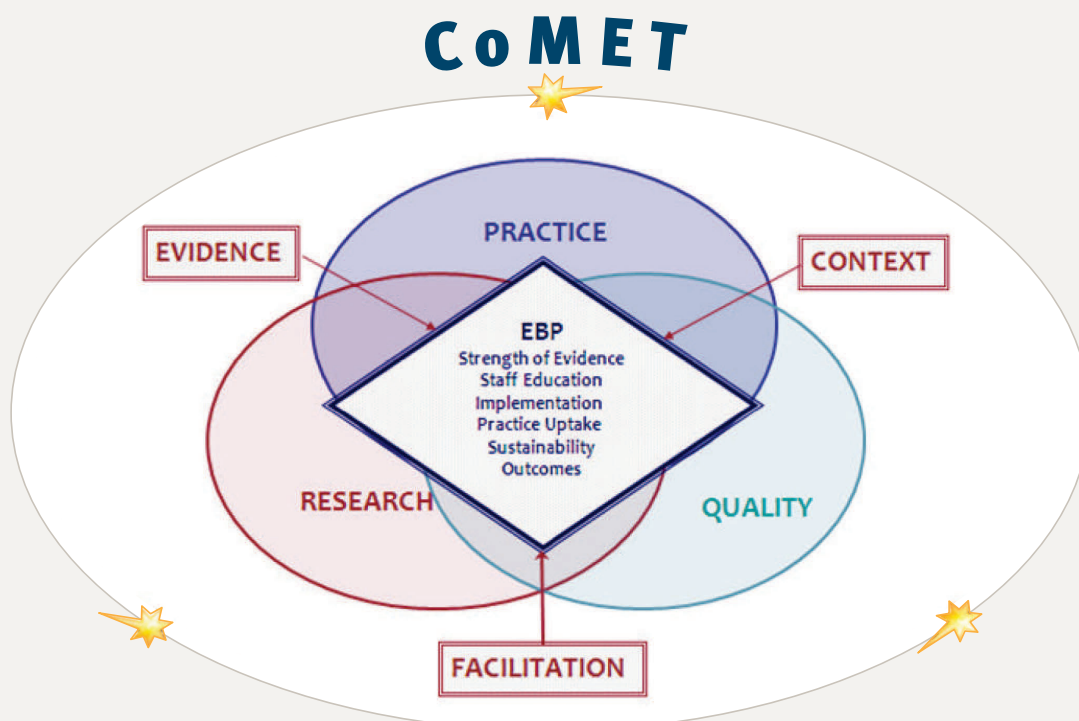 CoMET
PRACTICE
EVIDENCE
CONTEXT
EBP
Strength of Evidence
Staff Education
Implementation
Practice Uptake
Sustainability
Outcomes
RESEARCH
QUALITY
FACILITATION